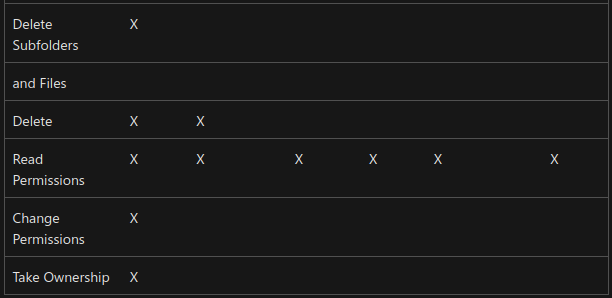 Delete X
Subfolders
and Files
Delete X X
Read X X X X X X
Permissions
Change X
Permissions
Take Ownership X